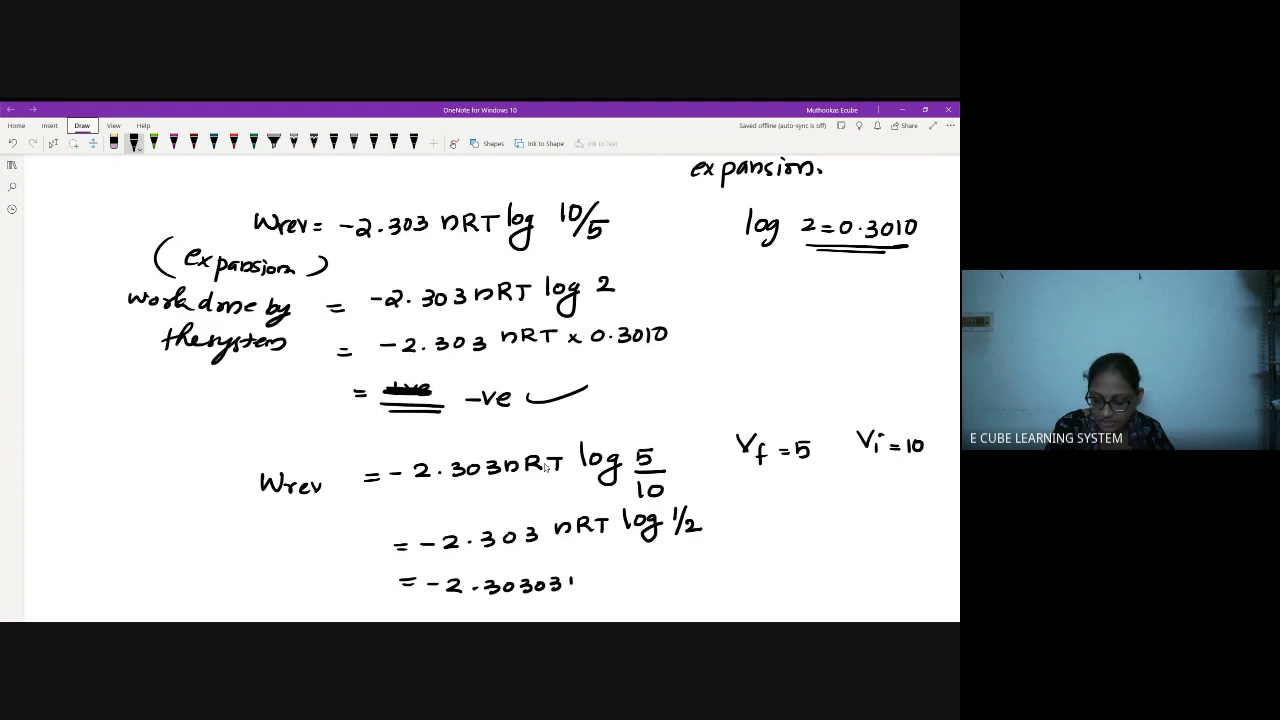 OneNote for Windows 10
Muthookas Ecube
Home Insert Draw View Help
Saved offline (auto-sync is off) Share
Shapes Ink to Shape Ink to Text
expansion.
Wrev = -2.303 nRT log 10/5
log 2 = 0.3010
(expansion)
work done by
the system
= -2.303 nRT log 2
= -2.303 nRT x 0.3010
= -ve
Wrev = -2.303nRT log 5/10
Vf = 5 Vi = 10
= -2.303 nRT log 1/2
= -2.30303
E CUBE LEARNING SYSTEM